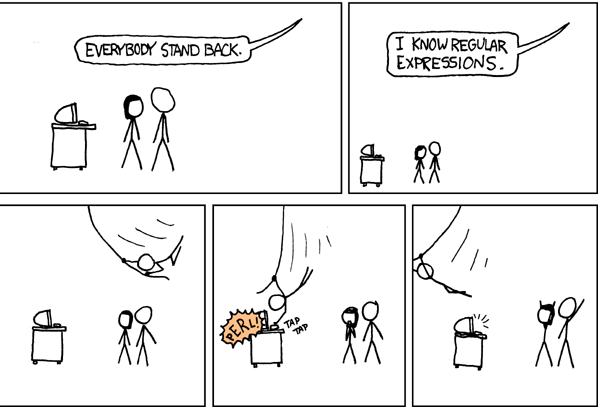 EVERYBODY STAND BACK.
I KNOW REGULAR
EXPRESSIONS.
PERL!
TAP
TAP